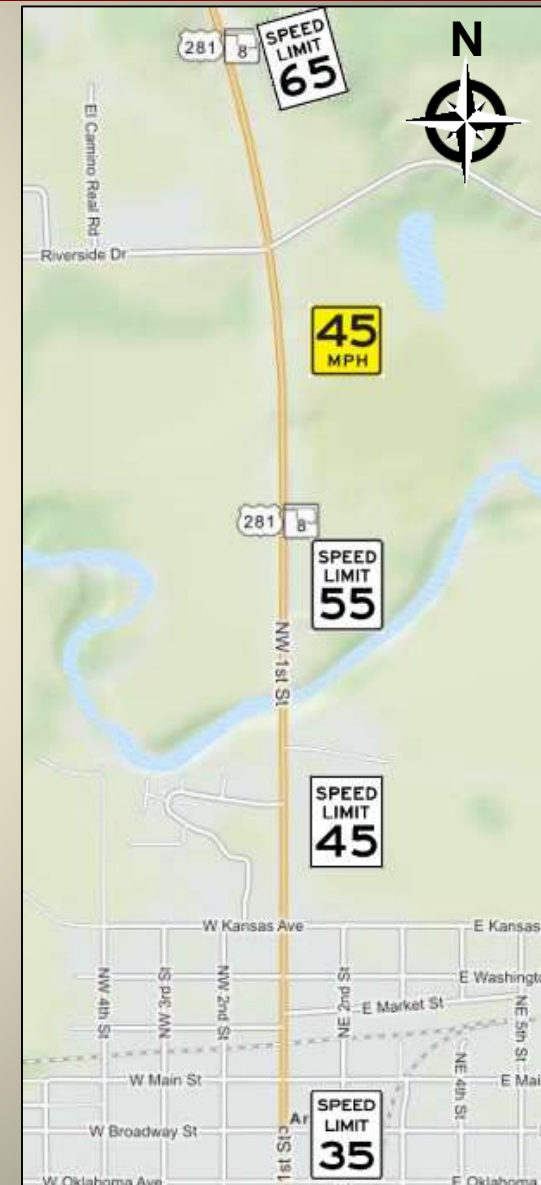 281
8
SPEED
LIMIT
65
N
El Camino Real Rd
Riverside Dr
45
MPH
281
8
SPEED
LIMIT
55
NW 1st St
SPEED
LIMIT
45
W Kansas Ave
E Kansas
E Washingto
NW 4th St
NW 3rd St
NW 2nd St
NE 2nd St
E Market St
NE 5th St
NE 4th St
W Main St
E Mai
SPEED
LIMIT
35
Ar
W Broadway St
1st St
W Oklahoma Ave
E Oklahoma